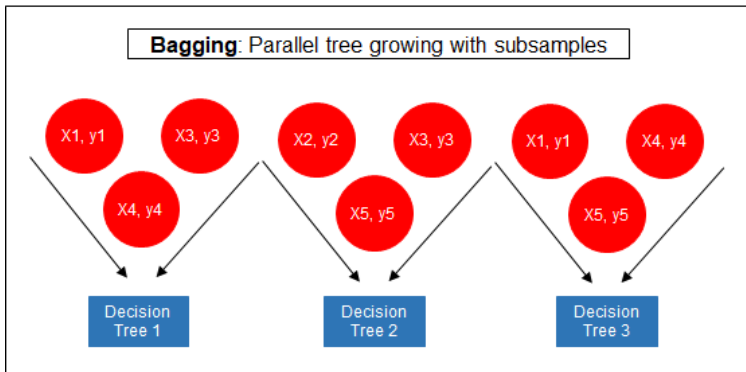 Bagging: Parallel tree growing with subsamples
X1, y1
X3, y3
X4, y4
X2, y2
X3, y3
X5, y5
X1, y1
X4, y4
X5, y5
Decision
Tree 1
Decision
Tree 2
Decision
Tree 3